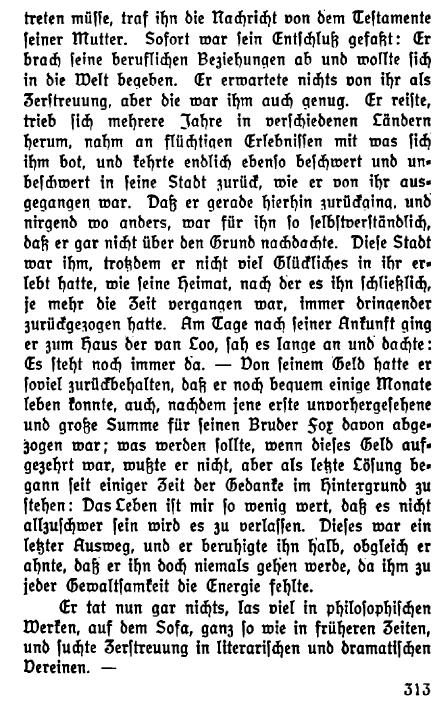 treten müsse, traf ihn die Nachricht von dem Testamente
seiner Mutter. Sofort war sein Entschluß gefaßt: Er
brach seine beruflichen Beziehungen ab und wollte sich
in die Welt begeben. Er erwartete nichts von ihr als
Zerstreuung, aber die war ihm auch genug. Er reiste,
trieb sich mehrere Jahre in verschiedenen Ländern
herum, nahm an flüchtigen Erlebnissen mit was sich
ihm bot, und kehrte endlich ebenso beschwert und un-
beschwert in seine Stadt zurück, wie er von ihr aus-
gegangen war. Daß er gerade hierhin zurückging, und
nirgend wo anders, war für ihn so selbstverständlich,
daß er gar nicht über den Grund nachdachte. Diese Stadt
war ihm, trotzdem er nicht viel Glückliches in ihr er-
lebt hatte, wie seine Heimat, nach der es ihn schließlich,
je mehr die Zeit vergangen war, immer dringender
zurückgezogen hatte. Am Tage nach seiner Ankunft ging
er zum Haus der van Loo, sah es lange an und dachte:
Es steht noch immer da. — Von seinem Geld hatte er
soviel zurückbehalten, daß er noch bequem einige Monate
leben konnte, auch, nachdem jene erste unvorhergesehene
und große Summe für seinen Bruder Fox davon abge-
zogen war; was werden sollte, wenn dieses Geld auf-
gezehrt war, wußte er nicht, aber als letzte Lösung be-
gann seit einiger Zeit der Gedanke im Hintergrund zu
stehen: Das Leben ist mir so wenig wert, daß es nicht
allzuschwer sein wird es zu verlassen. Dieses war ein
letzter Ausweg, und er beruhigte ihn halb, obgleich er
ahnte, daß er ihn doch niemals gehen werde, da ihm zu
jeder Gewaltsamkeit die Energie fehlte.
Er tat nun gar nichts, las viel in philosophischen
Werken, auf dem Sofa, ganz so wie in früheren Zeiten,
und suchte Zerstreuung in literarischen und dramatischen
Vereinen. —
313